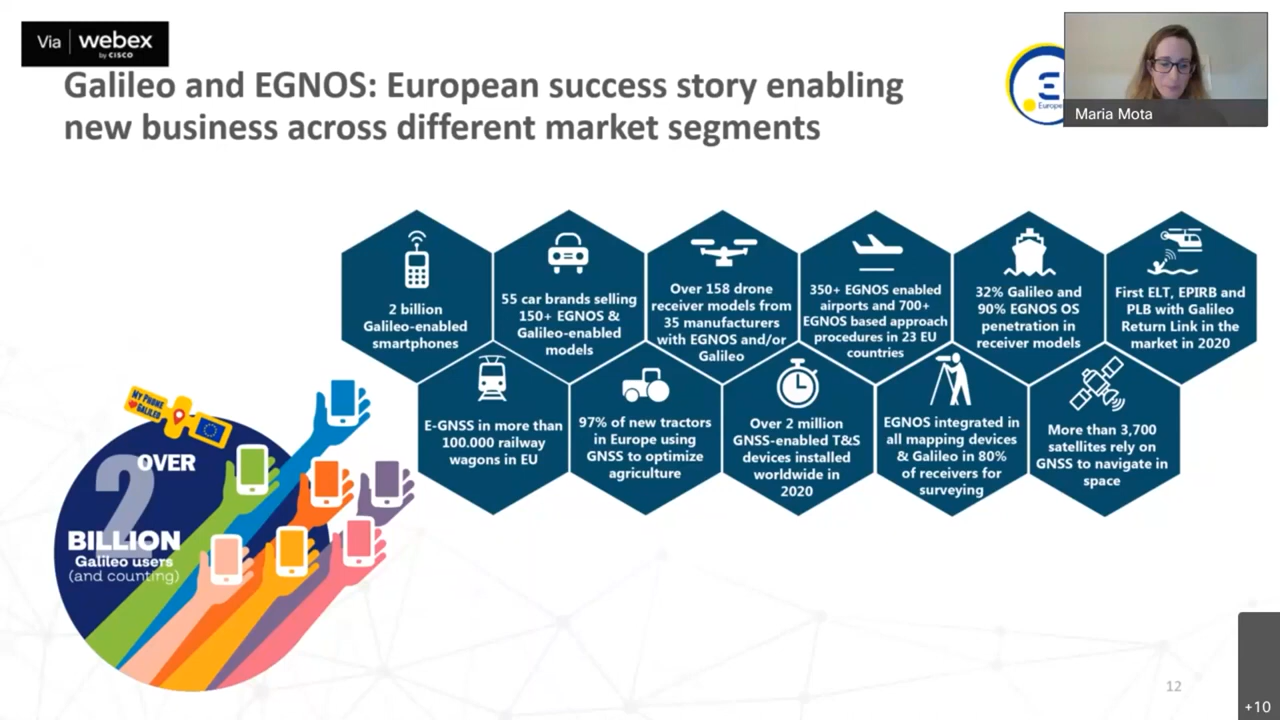 Via webex
by CISCO
Galileo and EGNOS: European success story enabling
new business across different market segments
Europe
Maria Mota
2 billion
Galileo-enabled
smartphones
55 car brands selling
150+ EGNOS &
Galileo-enabled
models
Over 158 drone
receiver models from
35 manufacturers
with EGNOS and/or
Galileo
350+ EGNOS enabled
airports and 700+
EGNOS based approach
procedures in 23 EU
countries
32% Galileo and
90% EGNOS OS
penetration in
receiver models
First ELT, EPIRB and
PLB with Galileo
Return Link in the
market in 2020
E-GNSS in more than
100.000 railway
wagons in EU
97% of new tractors
in Europe using
GNSS to optimize
agriculture
Over 2 million
GNSS-enabled T&S
devices installed
worldwide in
2020
EGNOS integrated in
all mapping devices
& Galileo in 80%
of receivers for
surveying
More than 3,700
satellites rely on
GNSS to navigate in
space
MY PHONE
GALILEO
OVER
2
BILLION
Galileo users
(and counting)
12
+10